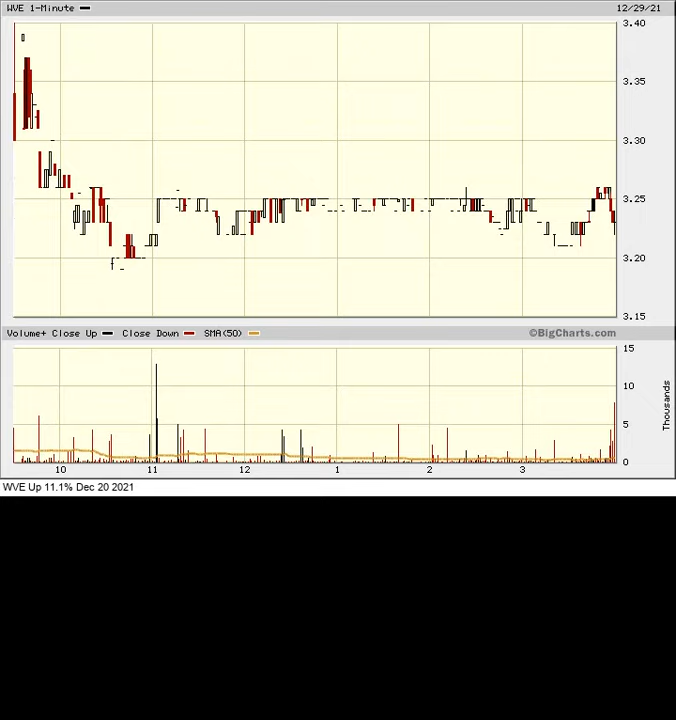 WVE 1-Minute 12/29/21
3.40
3.35
3.30
3.25
3.20
3.15
Volume+ Close Up Close Down SMA(50) ©BigCharts.com
15
10
5
0
Thousands
10 11 12 1 2 3
WVE Up 11.1% Dec 20 2021